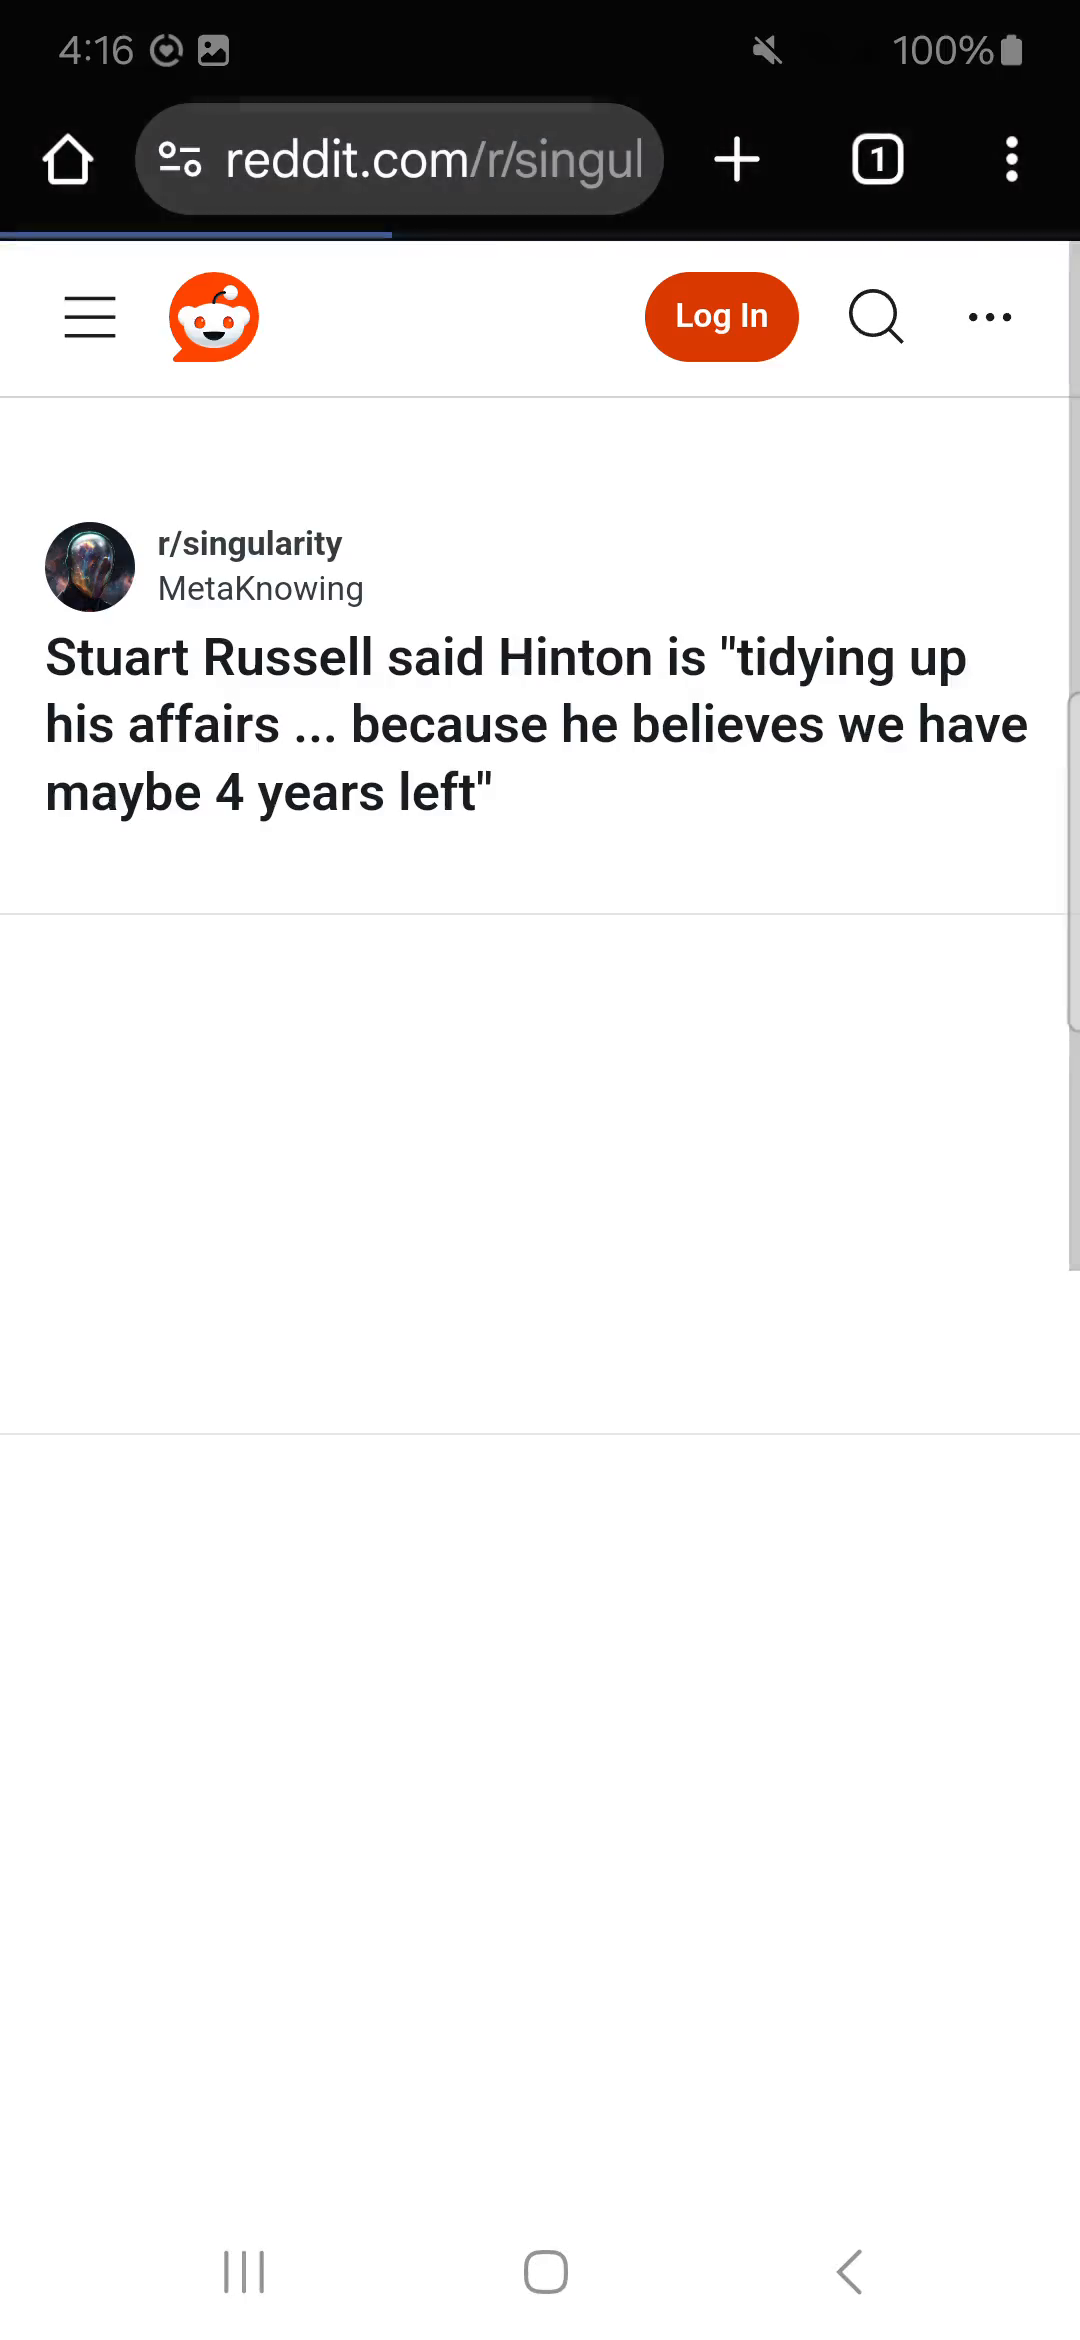 4:16
100%
reddit.com/r/singul
1
Log In
r/singularity
MetaKnowing
Stuart Russell said Hinton is "tidying up
his affairs ... because he believes we have
maybe 4 years left"